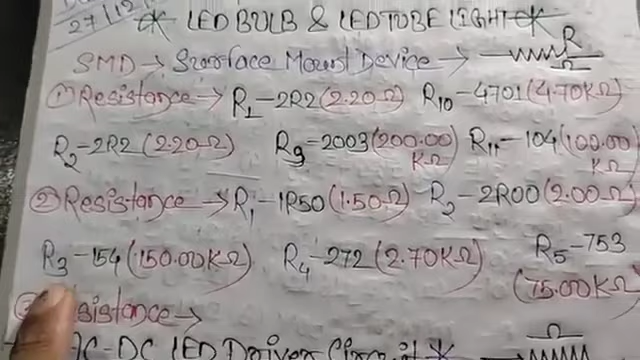 27/12
* LED BULB & LED TUBE LIGHT *
SMD → Surface Mount Device → R Ω
① Resistance → R1 - 2R2 (2.20Ω) R10 - 4701 (4.70KΩ)
R2 - 2R2 (2.20Ω) R9 - 2003 (200.00 KΩ) R11 - 104 (100.00 KΩ)
② Resistance → R1 - 1R50 (1.50Ω) R2 - 2R00 (2.00Ω)
R3 - 154 (150.00KΩ) R4 - 272 (2.70KΩ) R5 - 753
(75.00KΩ
sistance →
AC-DC LED Driver Circuit *
Ω